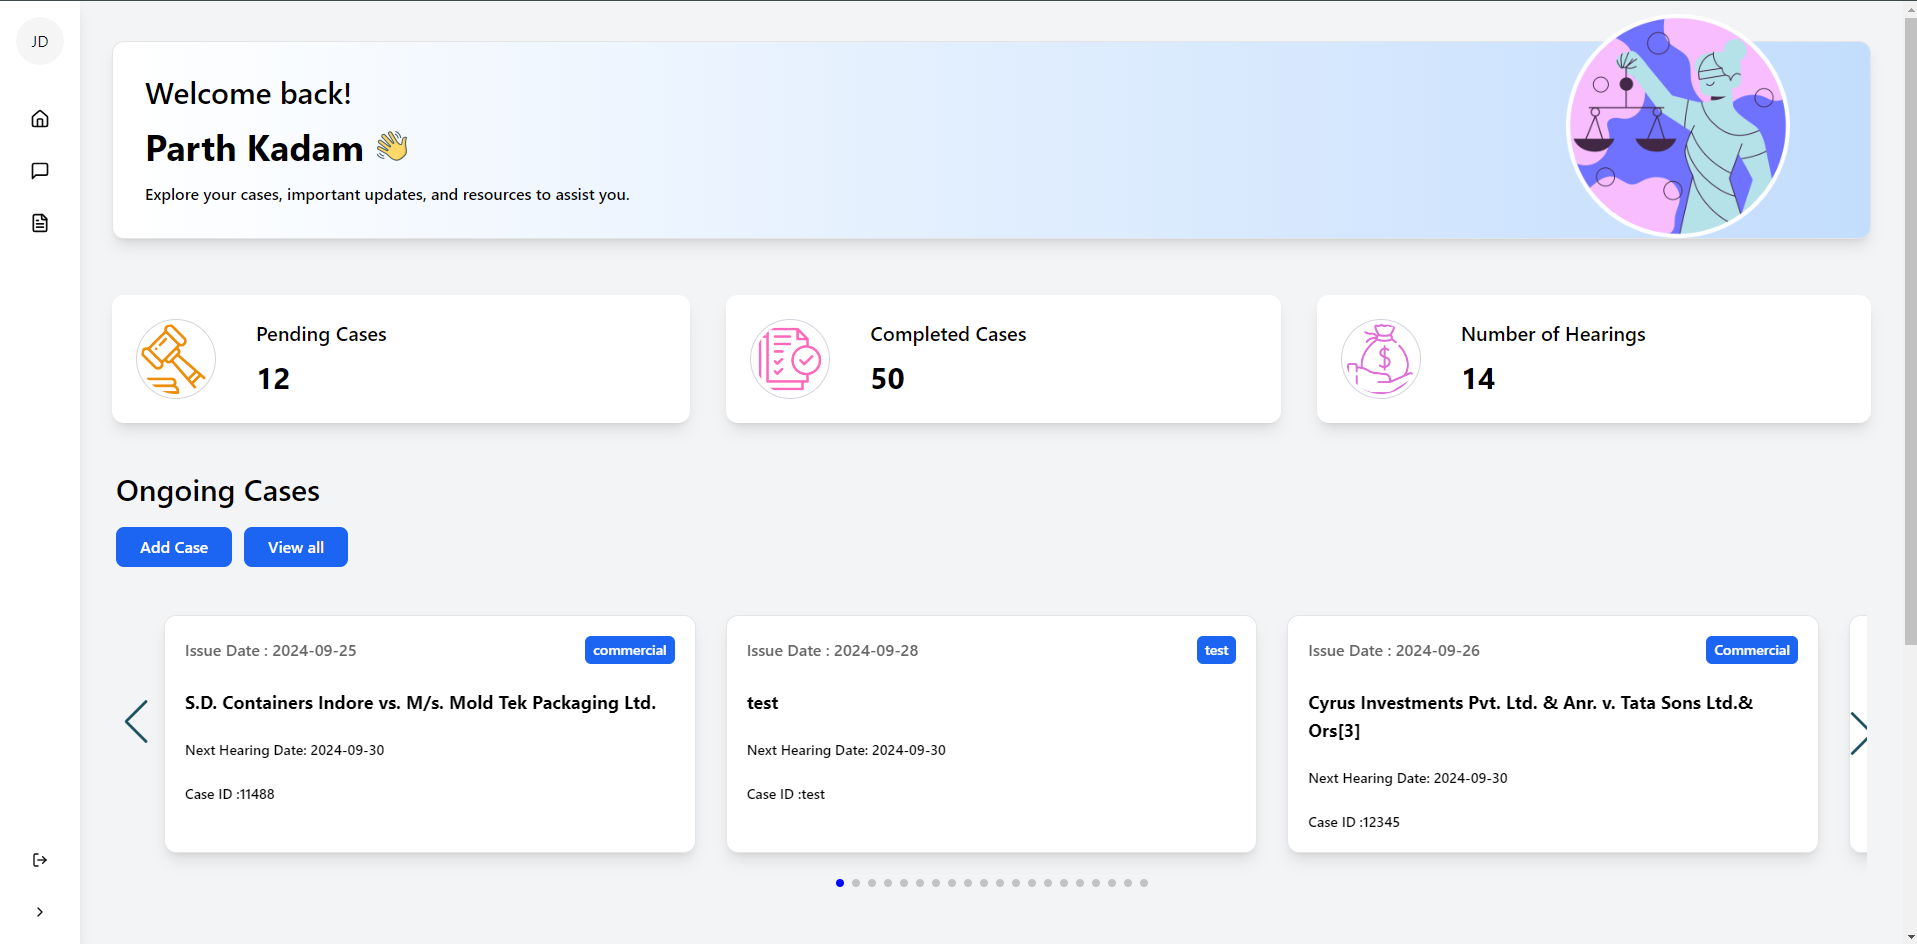 JD
Welcome back!
Parth Kadam 👋
Explore your cases, important updates, and resources to assist you.
Pending Cases
12
Completed Cases
50
Number of Hearings
14
Ongoing Cases
Add Case
View all
Issue Date : 2024-09-25
commercial
S.D. Containers Indore vs. M/s. Mold Tek Packaging Ltd.
Next Hearing Date: 2024-09-30
Case ID :11488
Issue Date : 2024-09-28
test
test
Next Hearing Date: 2024-09-30
Case ID :test
Issue Date : 2024-09-26
Commercial
Cyrus Investments Pvt. Ltd. & Anr. v. Tata Sons Ltd.&
Ors[3]
Next Hearing Date: 2024-09-30
Case ID :12345